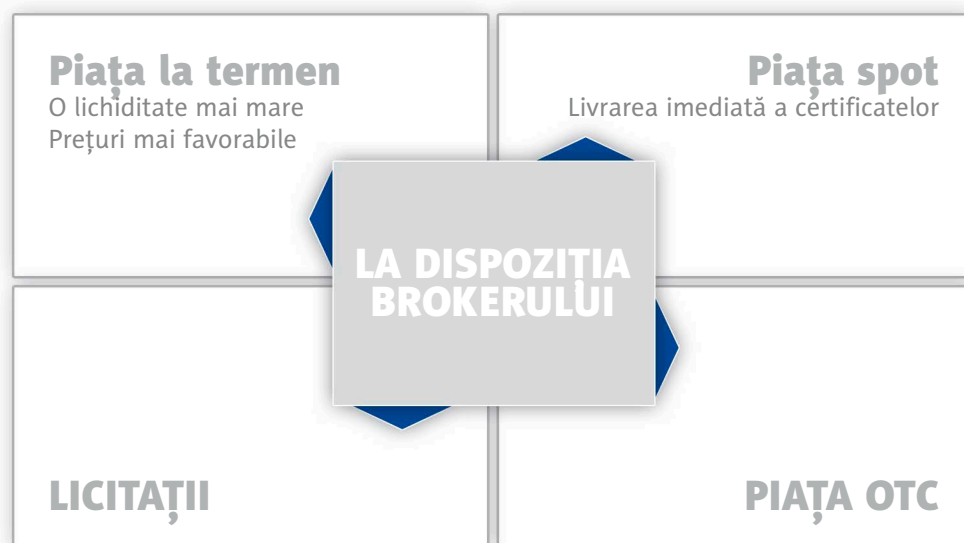 Piața la termen
O lichiditate mai mare
Prețuri mai favorabile
Piața spot
Livrarea imediată a certificatelor
LA DISPOZIȚIA
BROKERULUI
LICITAȚII
PIAȚA OTC